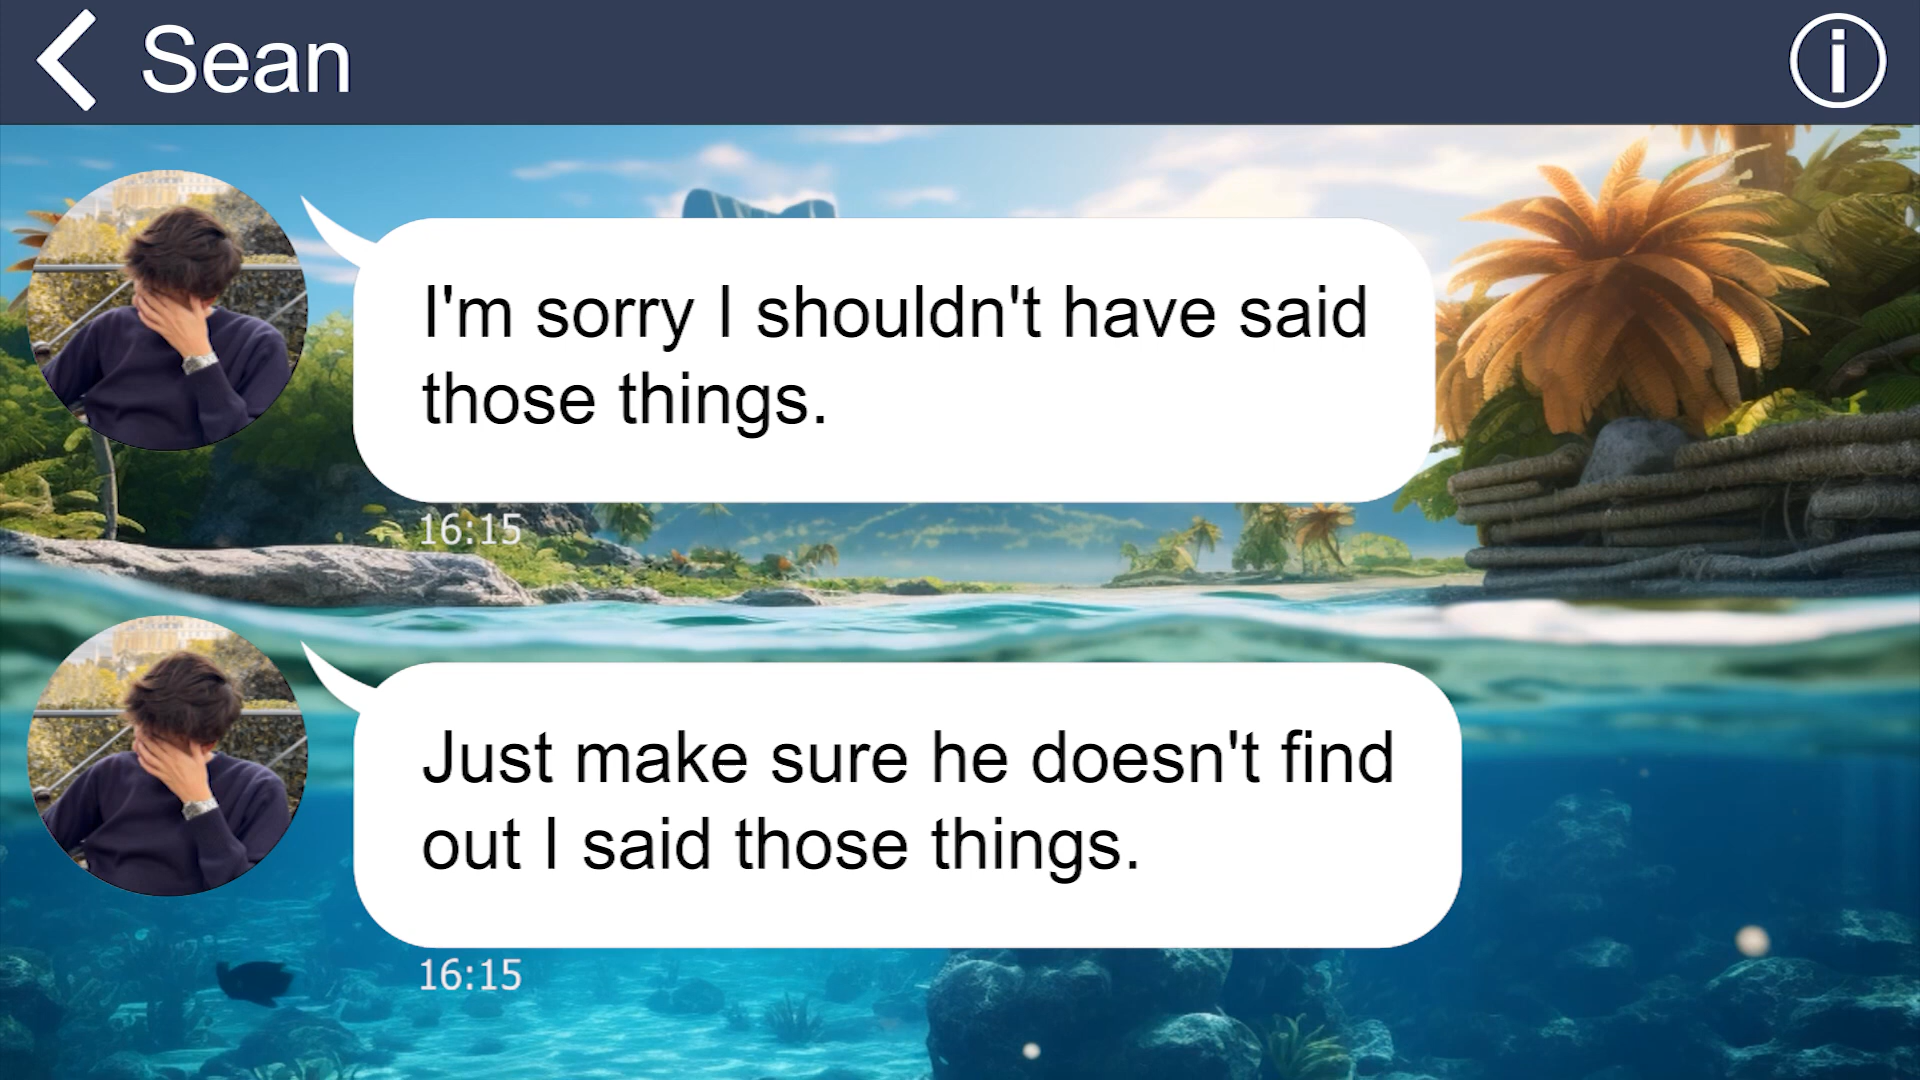 Sean
I'm sorry I shouldn't have said
those things.
16:15
Just make sure he doesn't find
out I said those things.
16:15